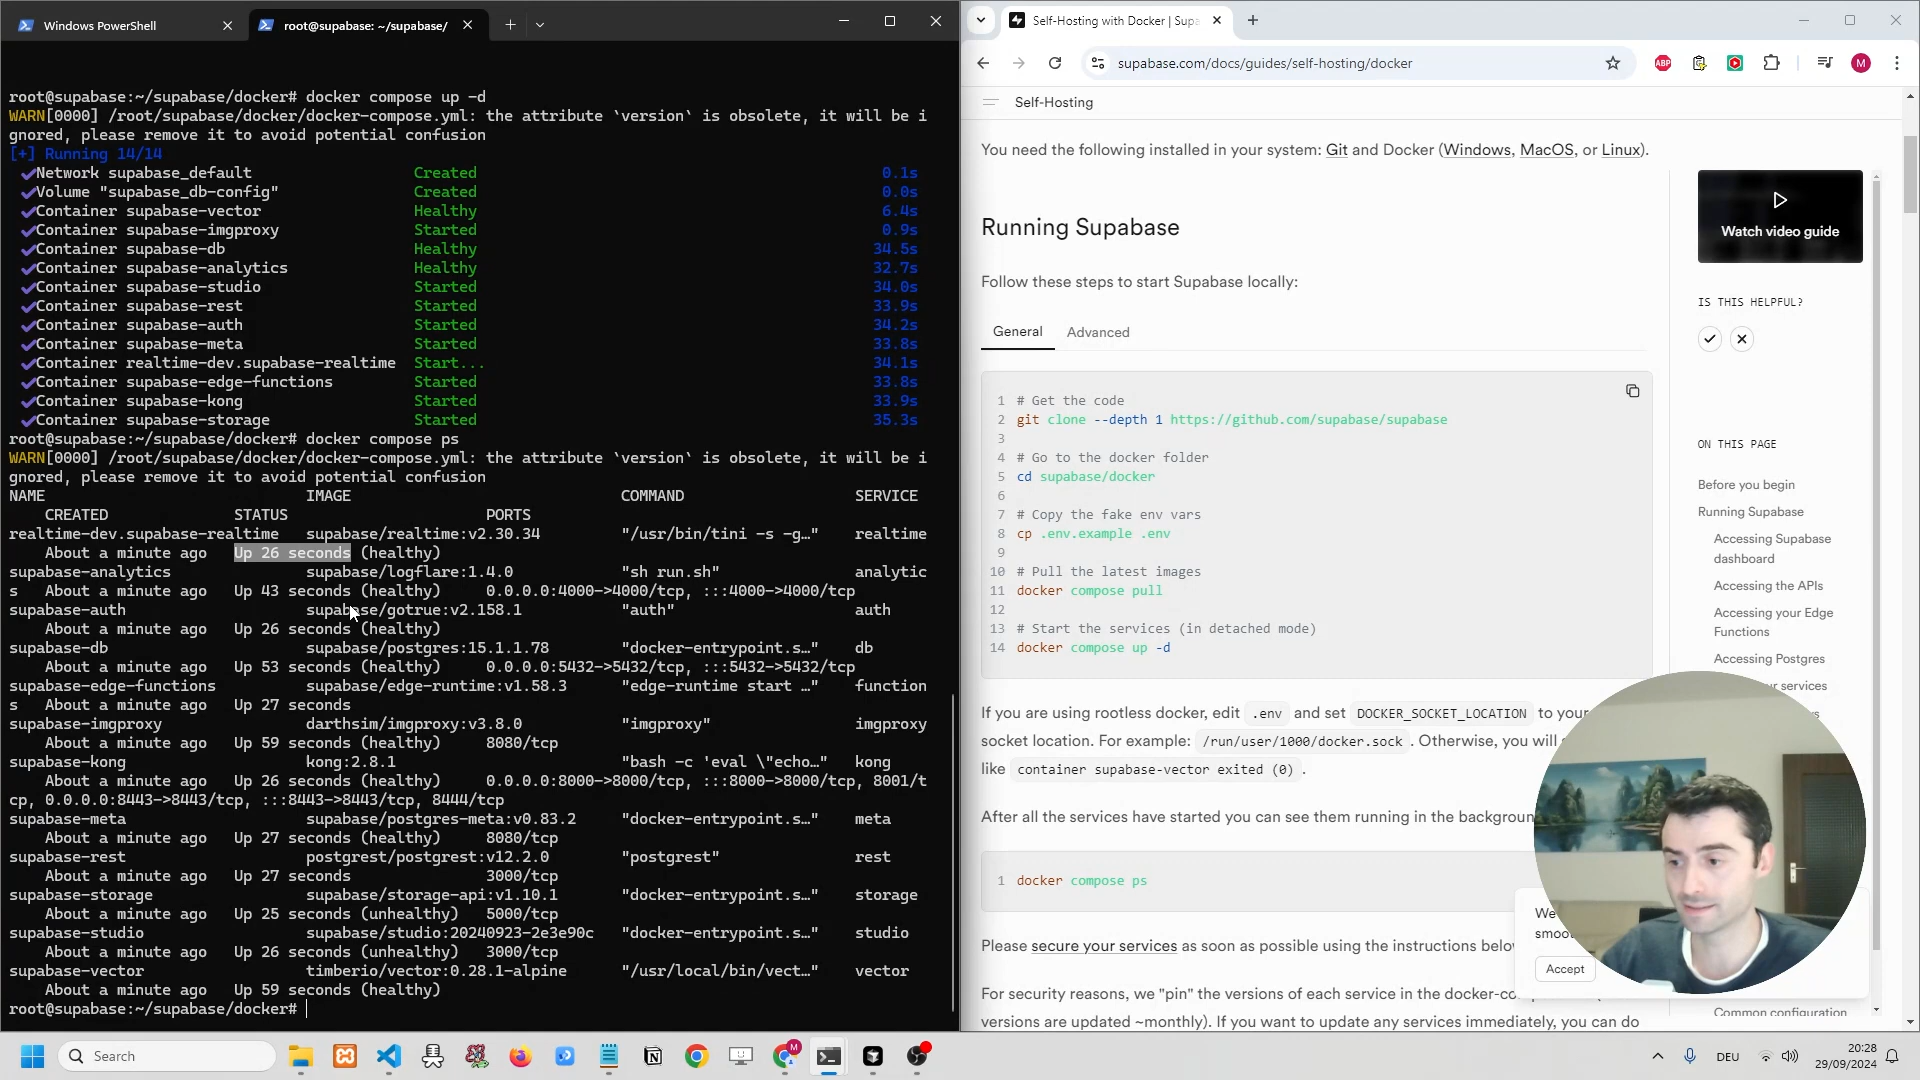 Windows PowerShell
root@supabase: ~/supabase/
root@supabase:~/supabase/docker# docker compose up -d
WARN[0000] /root/supabase/docker/docker-compose.yml: the attribute `version` is obsolete, it will be i
gnored, please remove it to avoid potential confusion
[+] Running 14/14
✔Network supabase_default Created 0.1s
✔Volume "supabase_db-config" Created 0.0s
✔Container supabase-vector Healthy 6.4s
✔Container supabase-imgproxy Started 0.9s
✔Container supabase-db Healthy 34.5s
✔Container supabase-analytics Healthy 32.7s
✔Container supabase-studio Started 34.0s
✔Container supabase-rest Started 33.9s
✔Container supabase-auth Started 34.2s
✔Container supabase-meta Started 33.8s
✔Container realtime-dev.supabase-realtime Start... 34.1s
✔Container supabase-edge-functions Started 33.8s
✔Container supabase-kong Started 33.9s
✔Container supabase-storage Started 35.3s
root@supabase:~/supabase/docker# docker compose ps
WARN[0000] /root/supabase/docker/docker-compose.yml: the attribute `version` is obsolete, it will be i
gnored, please remove it to avoid potential confusion
NAME IMAGE COMMAND SERVICE
CREATED STATUS PORTS
realtime-dev.supabase-realtime supabase/realtime:v2.30.34 "/usr/bin/tini -s -g…" realtime
About a minute ago Up 26 seconds (healthy)
supabase-analytics supabase/logflare:1.4.0 "sh run.sh" analytic
s About a minute ago Up 43 seconds (healthy) 0.0.0.0:4000->4000/tcp, :::4000->4000/tcp
supabase-auth supabase/gotrue:v2.158.1 "auth" auth
About a minute ago Up 26 seconds (healthy)
supabase-db supabase/postgres:15.1.1.78 "docker-entrypoint.s…" db
About a minute ago Up 53 seconds (healthy) 0.0.0.0:5432->5432/tcp, :::5432->5432/tcp
supabase-edge-functions supabase/edge-runtime:v1.58.3 "edge-runtime start …" function
s About a minute ago Up 27 seconds
supabase-imgproxy darthsim/imgproxy:v3.8.0 "imgproxy" imgproxy
About a minute ago Up 59 seconds (healthy) 8080/tcp
supabase-kong kong:2.8.1 "bash -c 'eval \"echo…" kong
About a minute ago Up 26 seconds (healthy) 0.0.0.0:8000->8000/tcp, :::8000->8000/tcp, 8001/t
cp, 0.0.0.0:8443->8443/tcp, :::8443->8443/tcp, 8444/tcp
supabase-meta supabase/postgres-meta:v0.83.2 "docker-entrypoint.s…" meta
About a minute ago Up 27 seconds (healthy) 8080/tcp
supabase-rest postgrest/postgrest:v12.2.0 "postgrest" rest
About a minute ago Up 27 seconds 3000/tcp
supabase-storage supabase/storage-api:v1.10.1 "docker-entrypoint.s…" storage
About a minute ago Up 25 seconds (unhealthy) 5000/tcp
supabase-studio supabase/studio:20240923-2e3e90c "docker-entrypoint.s…" studio
About a minute ago Up 26 seconds (unhealthy) 3000/tcp
supabase-vector timberio/vector:0.28.1-alpine "/usr/local/bin/vect…" vector
About a minute ago Up 59 seconds (healthy)
root@supabase:~/supabase/docker#
Self-Hosting with Docker | Supa
supabase.com/docs/guides/self-hosting/docker
ABP
M
Self-Hosting
You need the following installed in your system: Git and Docker (Windows, MacOS, or Linux).
Running Supabase
Follow these steps to start Supabase locally:
General Advanced
1 # Get the code
2 git clone --depth 1 https://github.com/supabase/supabase
3
4 # Go to the docker folder
5 cd supabase/docker
6
7 # Copy the fake env vars
8 cp .env.example .env
9
10 # Pull the latest images
11 docker compose pull
12
13 # Start the services (in detached mode)
14 docker compose up -d
If you are using rootless docker, edit .env and set DOCKER_SOCKET_LOCATION to your
socket location. For example: /run/user/1000/docker.sock . Otherwise, you will
like container supabase-vector exited (0) .
After all the services have started you can see them running in the
1 docker compose ps
Please secure your services as soon as possible using the instructions
For security reasons, we "pin" the versions of each service in the
versions are updated ~monthly). If you want to update any services immediately, you can do
Watch video guide
IS THIS HELPFUL?
ON THIS PAGE
Before you begin
Running Supabase
Accessing Supabase
dashboard
Accessing the APIs
Accessing your Edge
Functions
Accessing Postgres
services
Common configuration
We
Accept
Search
M
DEU
20:28
29/09/2024